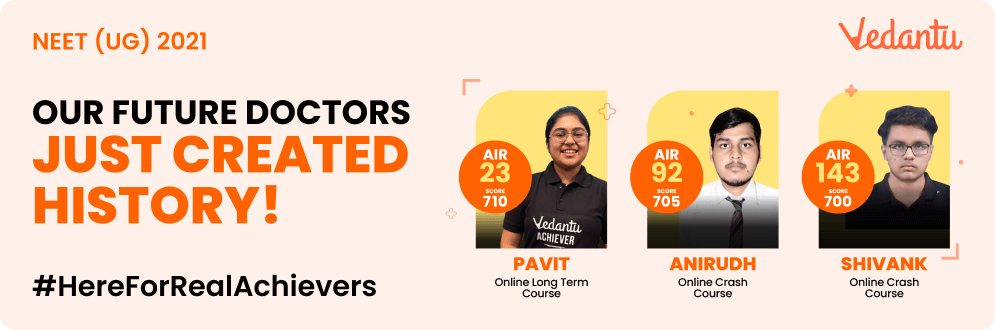 NEET (UG) 2021
Vedantu
OUR FUTURE DOCTORS
JUST CREATED
HISTORY!
#HereForRealAchievers
AIR
23
SCORE
710
Vedantu
ACHIEVER
PAVIT
Online Long Term
Course
AIR
92
SCORE
705
ANIRUDH
Online Crash
Course
AIR
143
SCORE
700
SHIVANK
Online Crash
Course